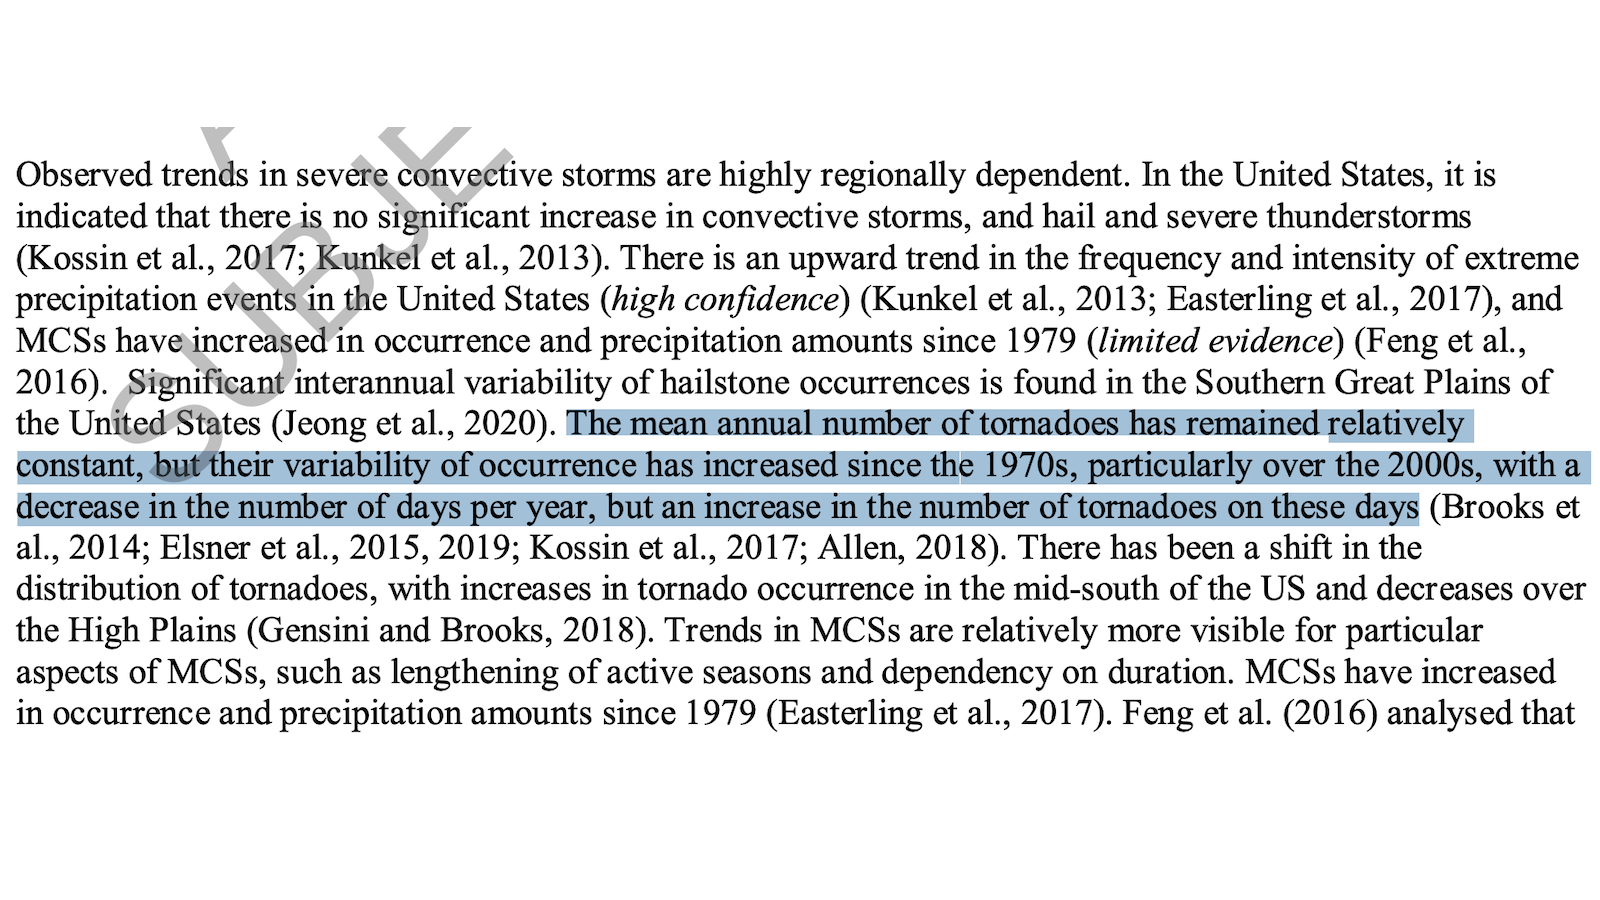 Observed trends in severe convective storms are highly regionally dependent. In the United States, it is
indicated that there is no significant increase in convective storms, and hail and severe thunderstorms
(Kossin et al., 2017; Kunkel et al., 2013). There is an upward trend in the frequency and intensity of extreme
precipitation events in the United States (high confidence) (Kunkel et al., 2013; Easterling et al., 2017), and
MCSs have increased in occurrence and precipitation amounts since 1979 (limited evidence) (Feng et al.,
2016).  Significant interannual variability of hailstone occurrences is found in the Southern Great Plains of
the United States (Jeong et al., 2020). The mean annual number of tornadoes has remained relatively
constant, but their variability of occurrence has increased since the 1970s, particularly over the 2000s, with a
decrease in the number of days per year, but an increase in the number of tornadoes on these days (Brooks et
al., 2014; Elsner et al., 2015, 2019; Kossin et al., 2017; Allen, 2018). There has been a shift in the
distribution of tornadoes, with increases in tornado occurrence in the mid-south of the US and decreases over
the High Plains (Gensini and Brooks, 2018). Trends in MCSs are relatively more visible for particular
aspects of MCSs, such as lengthening of active seasons and dependency on duration. MCSs have increased
in occurrence and precipitation amounts since 1979 (Easterling et al., 2017). Feng et al. (2016) analysed that
SUBJE